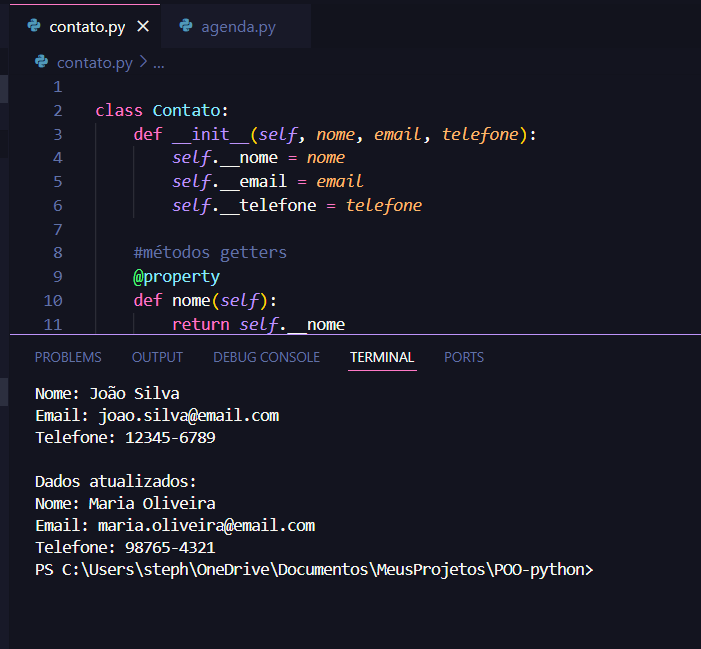 contato.py × agenda.py
contato.py > ...
1
2 class Contato:
3 def __init__(self, nome, email, telefone):
4 self.__nome = nome
5 self.__email = email
6 self.__telefone = telefone
7
8 #métodos getters
9 @property
10 def nome(self):
11 return self.__nome
PROBLEMS OUTPUT DEBUG CONSOLE TERMINAL PORTS
Nome: João Silva
Email: joao.silva@email.com
Telefone: 12345-6789
Dados atualizados:
Nome: Maria Oliveira
Email: maria.oliveira@email.com
Telefone: 98765-4321
PS C:\Users\steph\OneDrive\Documentos\MeusProjetos\POO-python>